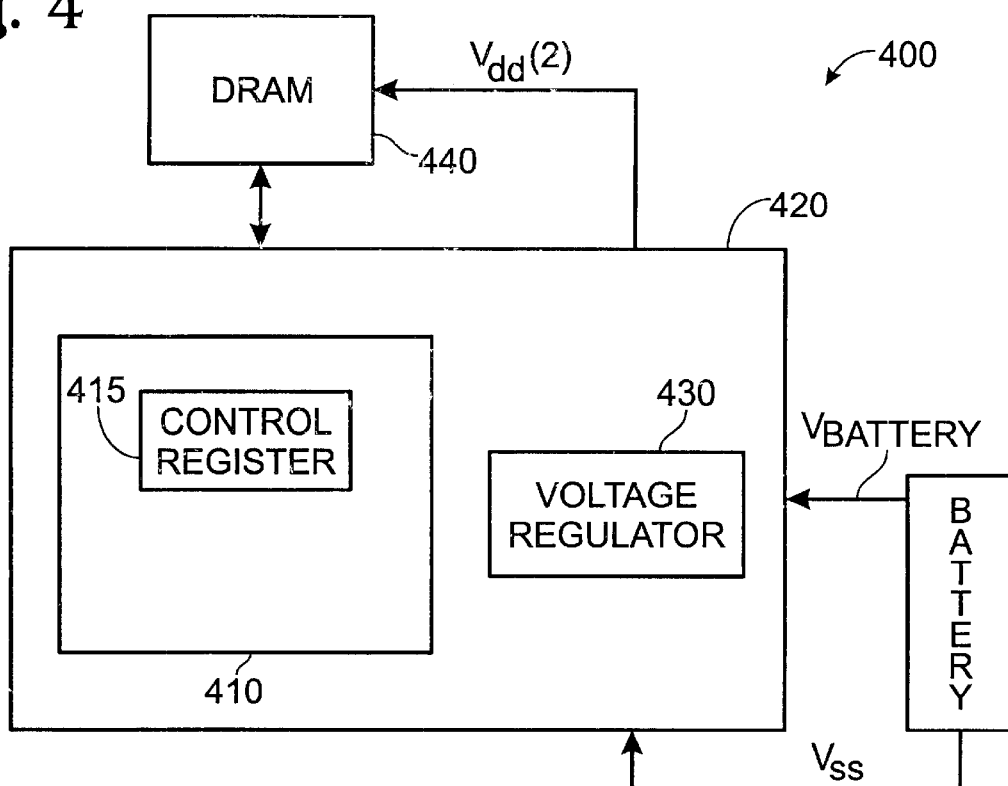 g. 4
DRAM
Vdd(2)
400
440
420
415
CONTROL
REGISTER
430
VOLTAGE
REGULATOR
VBATTERY
BATTERY
410
Vss